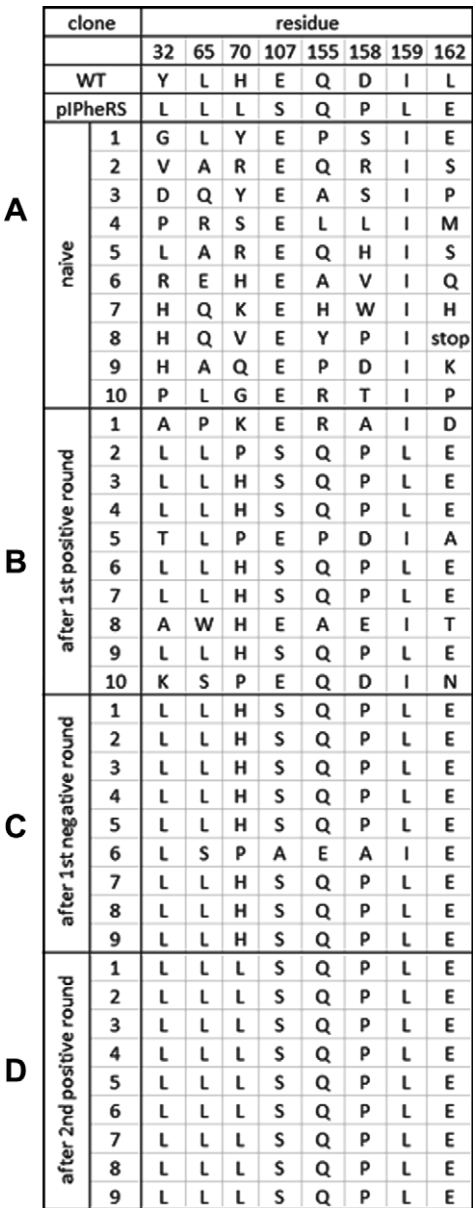 clone residue
32 65 70 107 155 158 159 162
WT Y L H E Q D I L
pIPheRS L L L S Q P L E
A
naive
1 G L Y E P S I E
2 V A R E Q R I S
3 D Q Y E A S I P
4 P R S E L L I M
5 L A R E Q H I S
6 R E H E A V I Q
7 H Q K E H W I H
8 H Q V E Y P I stop
9 H A Q E P D I K
10 P L G E R T I P
B
after 1st positive round
1 A P K E R A I D
2 L L P S Q P L E
3 L L H S Q P L E
4 L L H S Q P L E
5 T L P E P D I A
6 L L H S Q P L E
7 L L H S Q P L E
8 A W H E A E I T
9 L L H S Q P L E
10 K S P E Q D I N
C
after 1st negative round
1 L L H S Q P L E
2 L L H S Q P L E
3 L L H S Q P L E
4 L L H S Q P L E
5 L L H S Q P L E
6 L S P A E A I E
7 L L H S Q P L E
8 L L H S Q P L E
9 L L H S Q P L E
D
after 2nd positive round
1 L L L S Q P L E
2 L L L S Q P L E
3 L L L S Q P L E
4 L L L S Q P L E
5 L L L S Q P L E
6 L L L S Q P L E
7 L L L S Q P L E
8 L L L S Q P L E
9 L L L S Q P L E